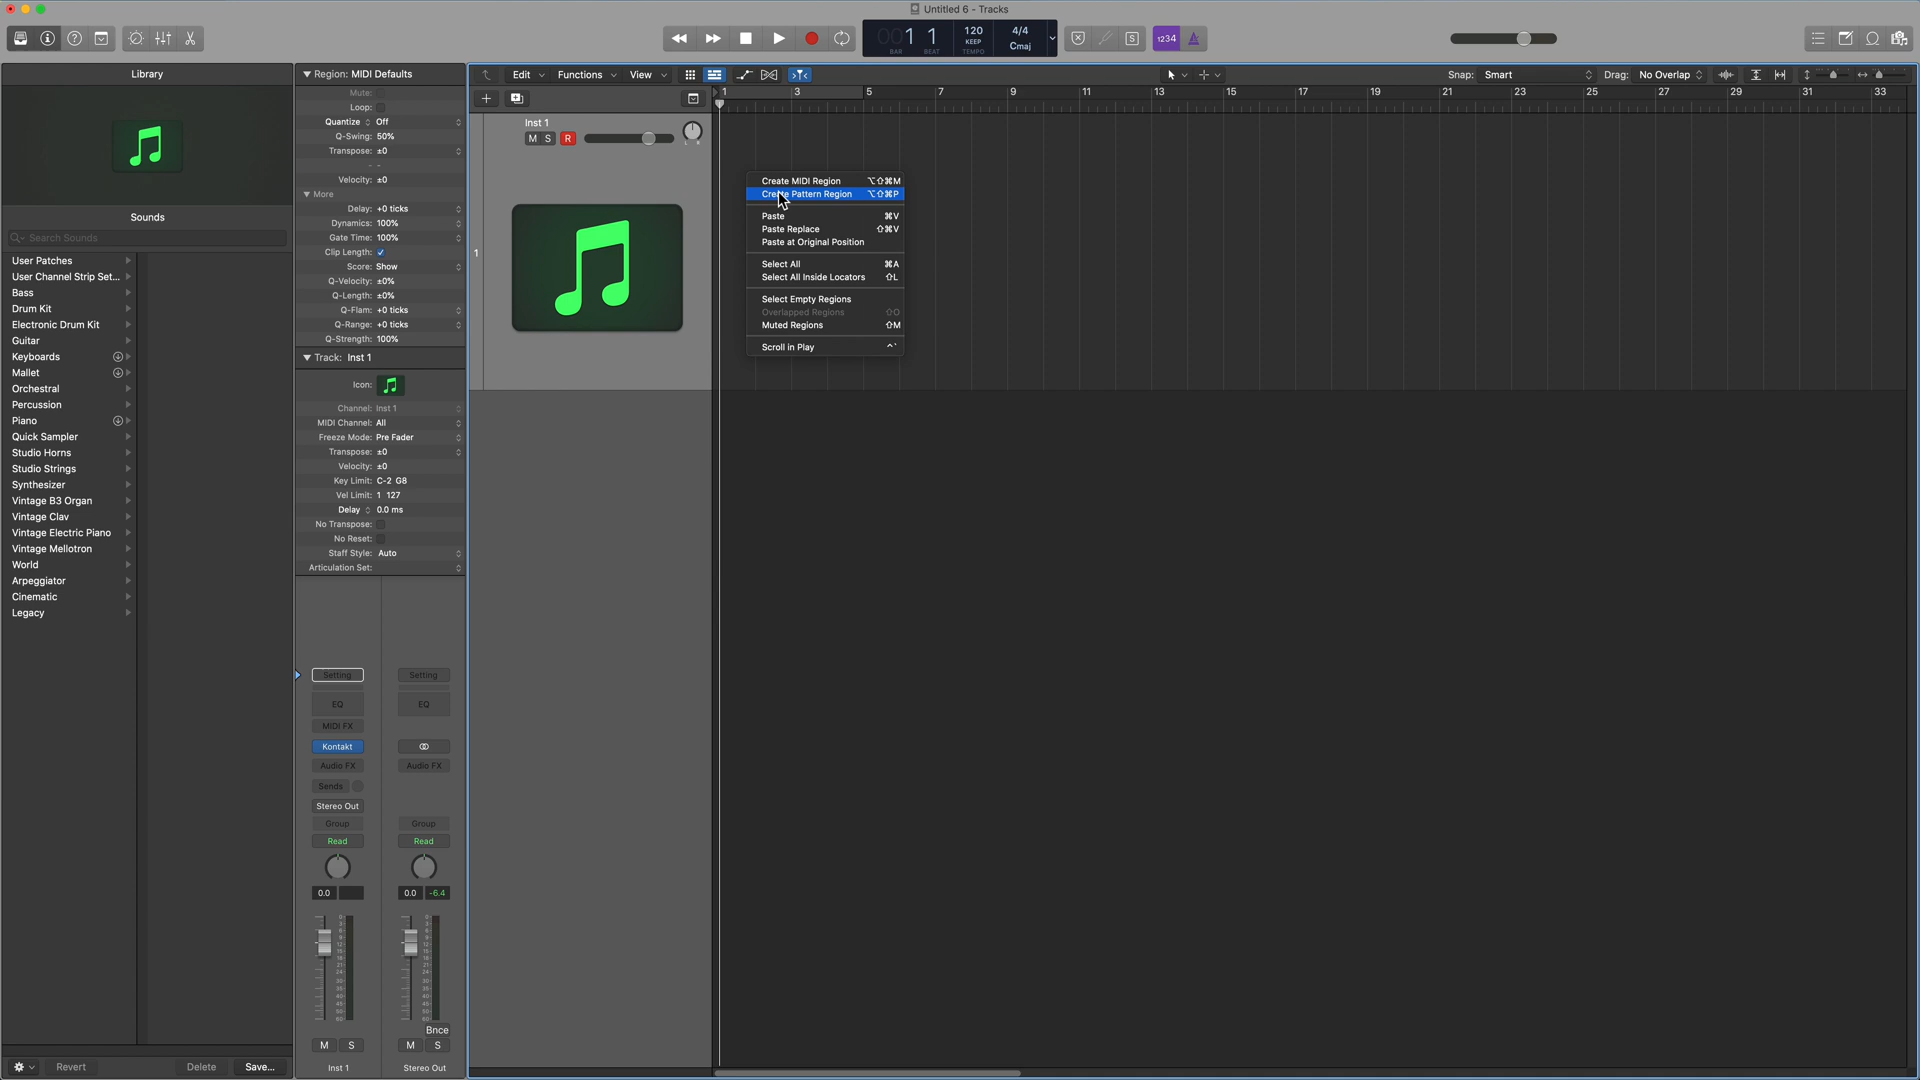 Untitled 6 - Tracks
001 1
BAR BEAT
120
KEEP
TEMPO
4/4
Cmaj
S
1234
Library
Sounds
Search Sounds
User Patches
User Channel Strip Set...
Bass
Drum Kit
Electronic Drum Kit
Guitar
Keyboards
Mallet
Orchestral
Percussion
Piano
Quick Sampler
Studio Horns
Studio Strings
Synthesizer
Vintage B3 Organ
Vintage Clav
Vintage Electric Piano
Vintage Mellotron
World
Arpeggiator
Cinematic
Legacy
Revert Delete Save...
Region: MIDI Defaults
Mute:
Loop:
Quantize Off
Q-Swing: 50%
Transpose: ±0
- -
Velocity: ±0
More
Delay: +0 ticks
Dynamics: 100%
Gate Time: 100%
Clip Length:
Score: Show
Q-Velocity: ±0%
Q-Length: ±0%
Q-Flam: +0 ticks
Q-Range: +0 ticks
Q-Strength: 100%
Track: Inst 1
Icon:
Channel: Inst 1
MIDI Channel: All
Freeze Mode: Pre Fader
Transpose: ±0
Velocity: ±0
Key Limit: C-2 G8
Vel Limit: 1 127
Delay 0.0 ms
No Transpose:
No Reset:
Staff Style: Auto
Articulation Set:
Setting Setting
EQ EQ
MIDI FX
Kontakt
Audio FX Audio FX
Sends
Stereo Out
Group Group
Read Read
0.0 0.0 -6.4
Bnce
M S M S
Inst 1 Stereo Out
Edit Functions View
Snap: Smart Drag: No Overlap
1 3 5 7 9 11 13 15 17 19 21 23 25 27 29 31 33
Inst 1
M S R
L R
1
Create MIDI Region ⌥⇧⌘M
Create Pattern Region ⌥⇧⌘P
Paste ⌘V
Paste Replace ⇧⌘V
Paste at Original Position
Select All ⌘A
Select All Inside Locators ⇧L
Select Empty Regions
Overlapped Regions ⇧O
Muted Regions ⇧M
Scroll in Play ⌃`